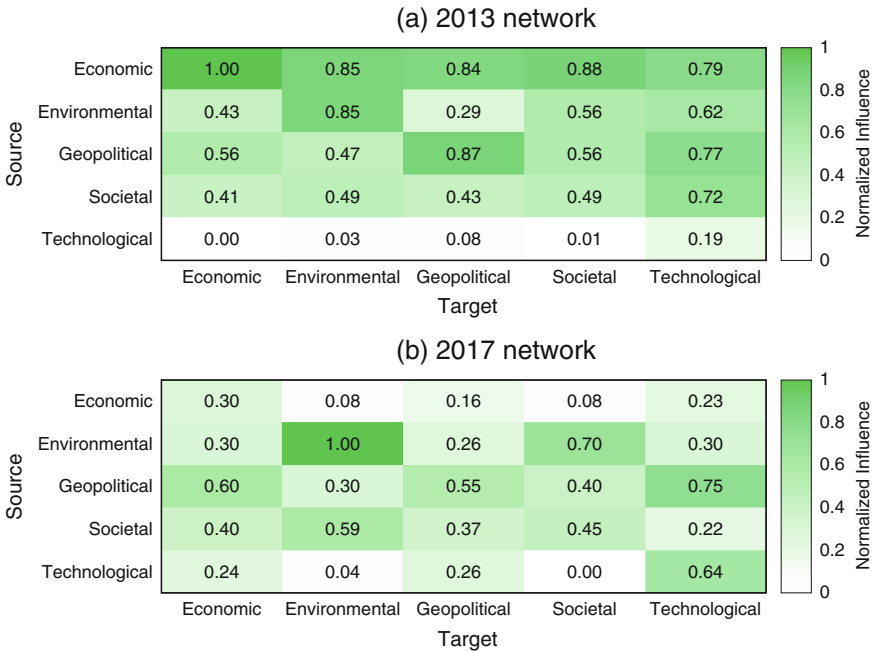 (a) 2013 network
Source
Economic 1.00 0.85 0.84 0.88 0.79
Environmental 0.43 0.85 0.29 0.56 0.62
Geopolitical 0.56 0.47 0.87 0.56 0.77
Societal 0.41 0.49 0.43 0.49 0.72
Technological 0.00 0.03 0.08 0.01 0.19
Economic Environmental Geopolitical Societal Technological
Target
1
0.8
0.6
0.4
0.2
0
Normalized Influence
(b) 2017 network
Source
Economic 0.30 0.08 0.16 0.08 0.23
Environmental 0.30 1.00 0.26 0.70 0.30
Geopolitical 0.60 0.30 0.55 0.40 0.75
Societal 0.40 0.59 0.37 0.45 0.22
Technological 0.24 0.04 0.26 0.00 0.64
Economic Environmental Geopolitical Societal Technological
Target
1
0.8
0.6
0.4
0.2
0
Normalized Influence